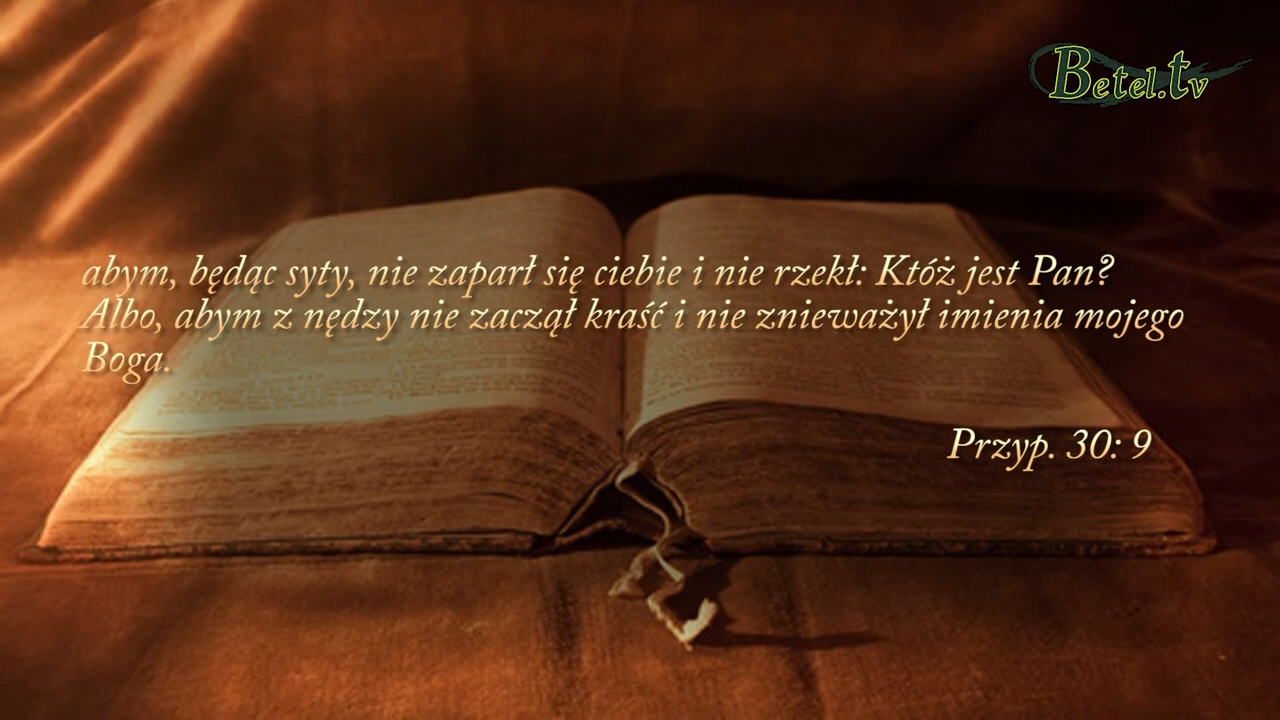 Betel.tv
abym, będąc syty, nie zaparł się ciebie i nie rzekł: Któż jest Pan?
Albo, abym z nędzy nie zaczął kraść i nie znieważył imienia mojego
Boga.
Przyp. 30: 9